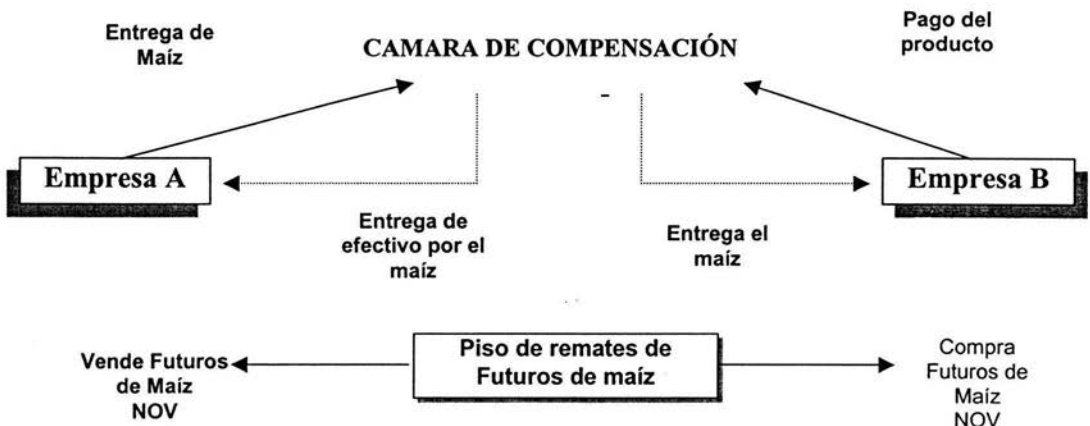 Entrega de
Maíz
CAMARA DE COMPENSACIÓN
Pago del
producto
Empresa A
Empresa B
Entrega de
efectivo por el
maíz
Entrega el
maíz
Vende Futuros
de Maíz
NOV
Piso de remates de
Futuros de maíz
Compra
Futuros de
Maíz
NOV